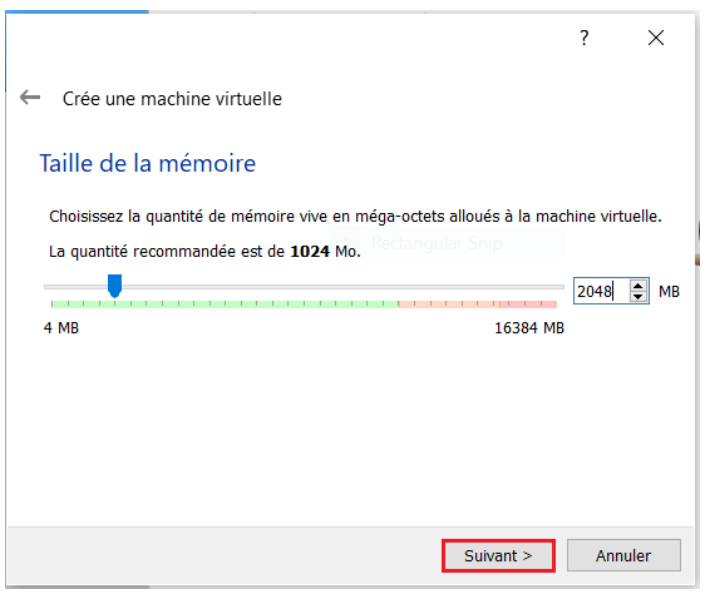 ?
Crée une machine virtuelle
Taille de la mémoire
Choisissez la quantité de mémoire vive en méga-octets alloués à la machine virtuelle.
Rectangular Snip
La quantité recommandée est de 1024 Mo.
2048 MB
4 MB 16384 MB
Suivant > Annuler